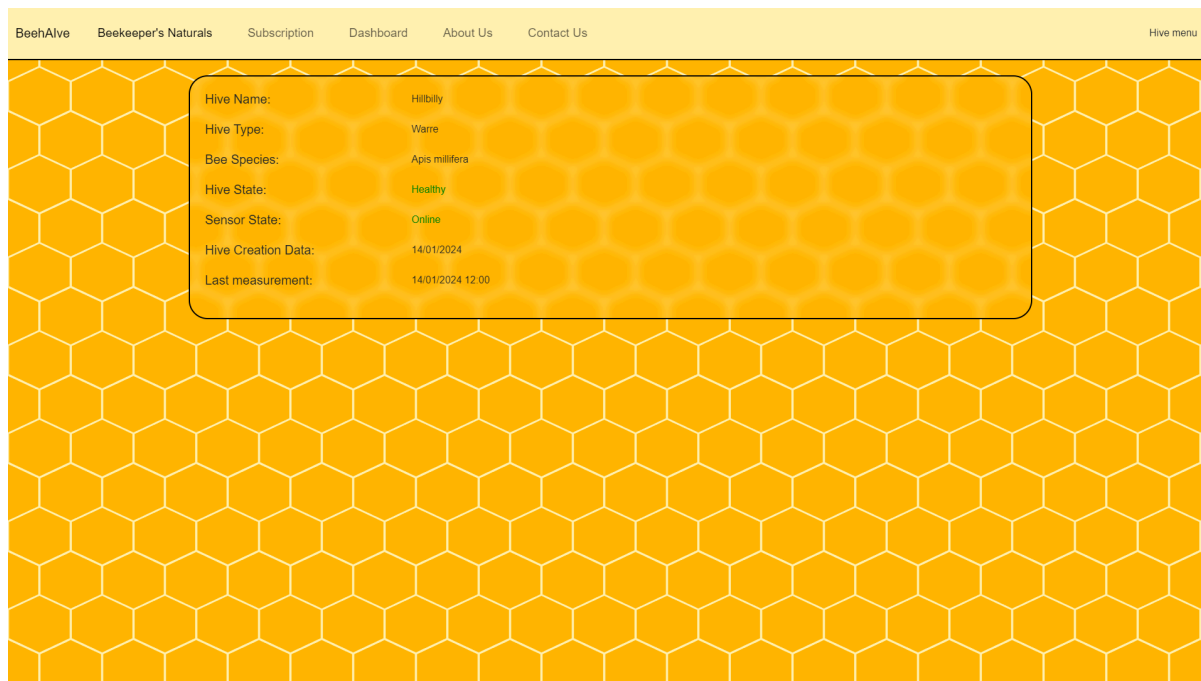 BeehAIve Beekeeper's Naturals Subscription Dashboard About Us Contact Us Hive menu
Hive Name: Hillbilly
Hive Type: Warre
Bee Species: Apis millifera
Hive State: Healthy
Sensor State: Online
Hive Creation Data: 14/01/2024
Last measurement: 14/01/2024 12:00